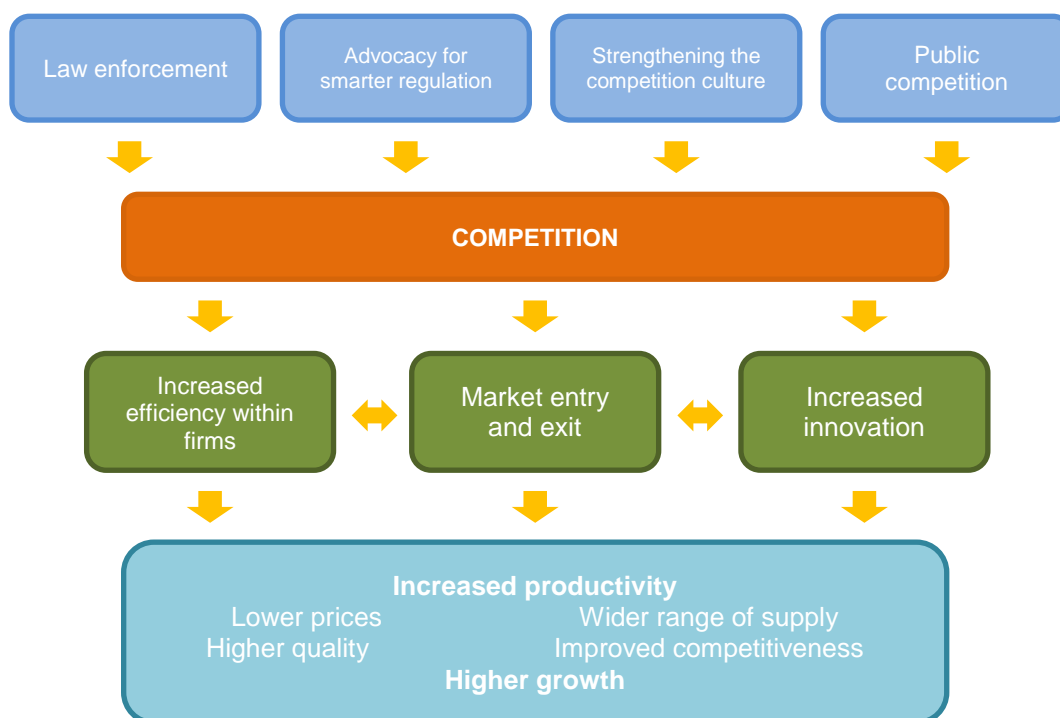 Law enforcement
Advocacy for
smarter regulation
Strengthening the
competition culture
Public
competition
COMPETITION
Increased
efficiency within
firms
Market entry
and exit
Increased
innovation
Increased productivity
Lower prices
Wider range of supply
Higher quality
Improved competitiveness
Higher growth